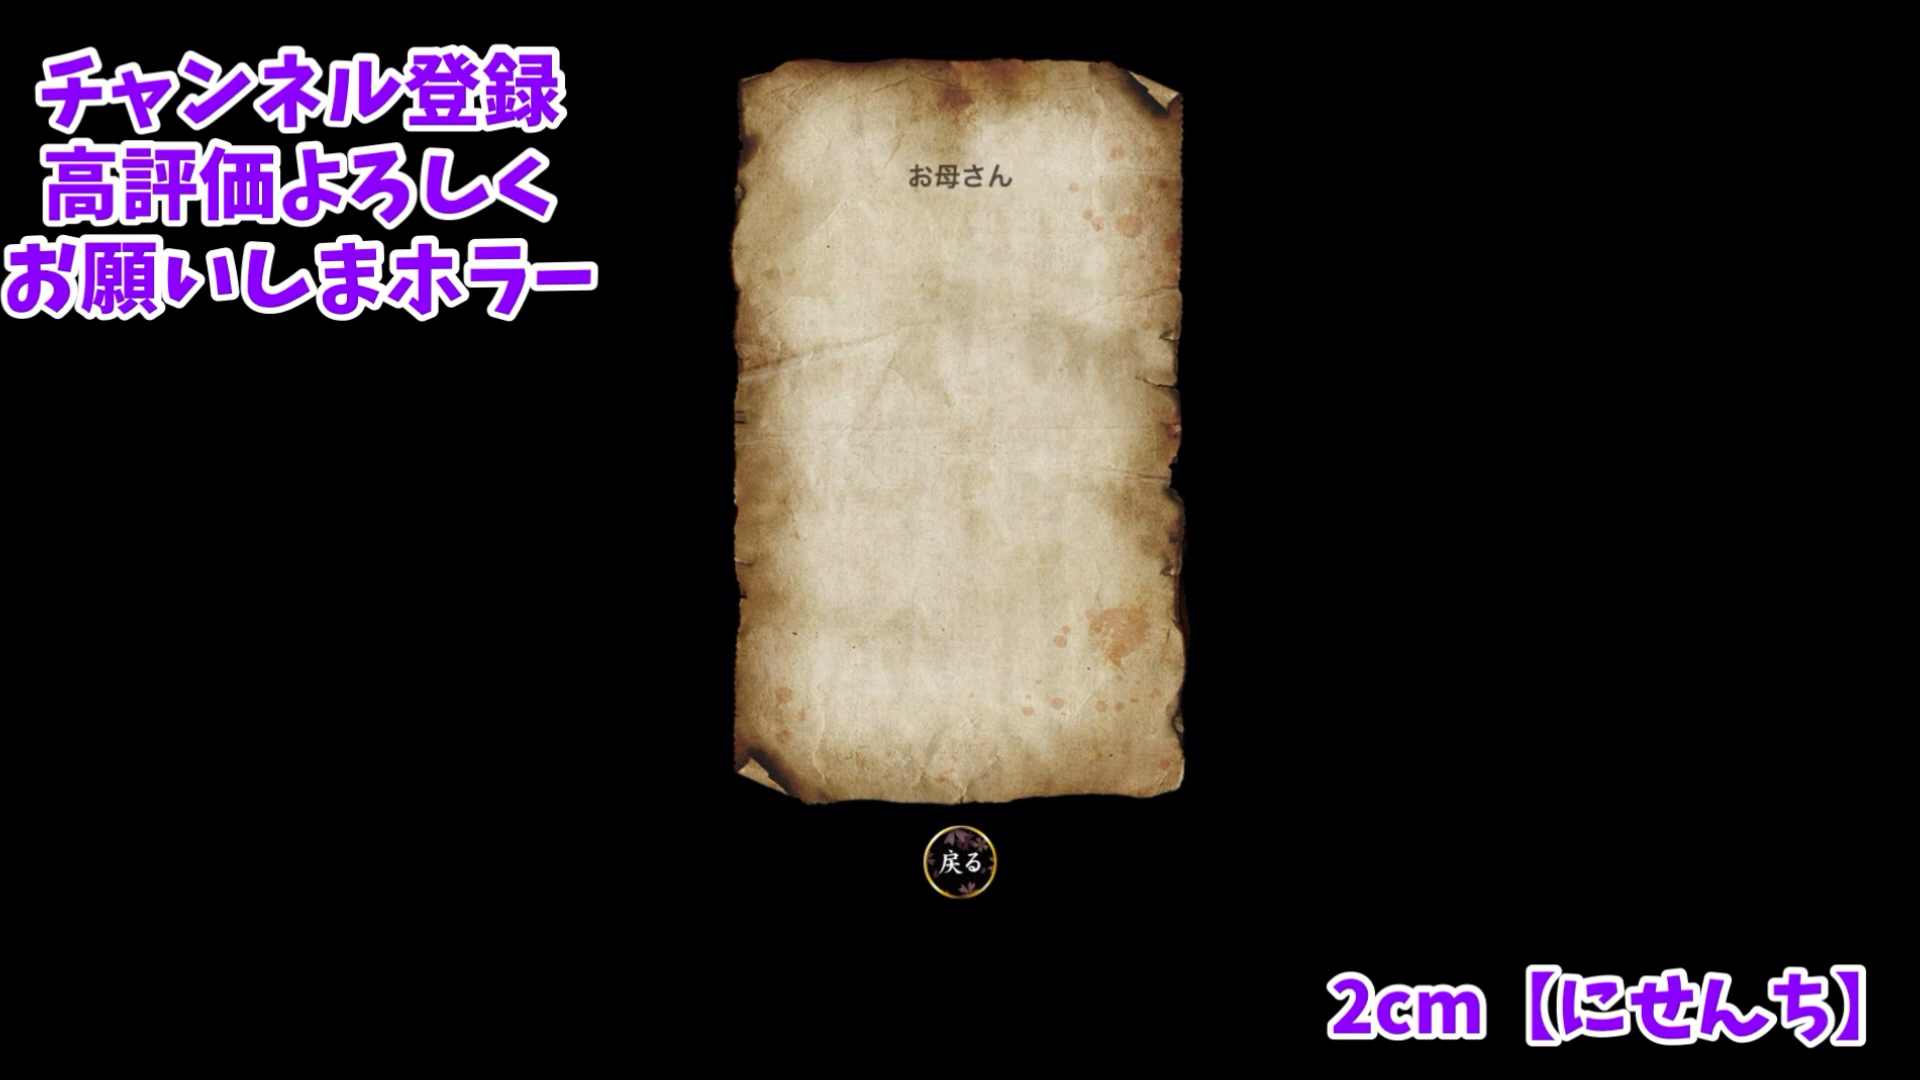 チャンネル登録
高評価よろしく
お願いしまホラー
お母さん
戻る
2cm【にせんち】